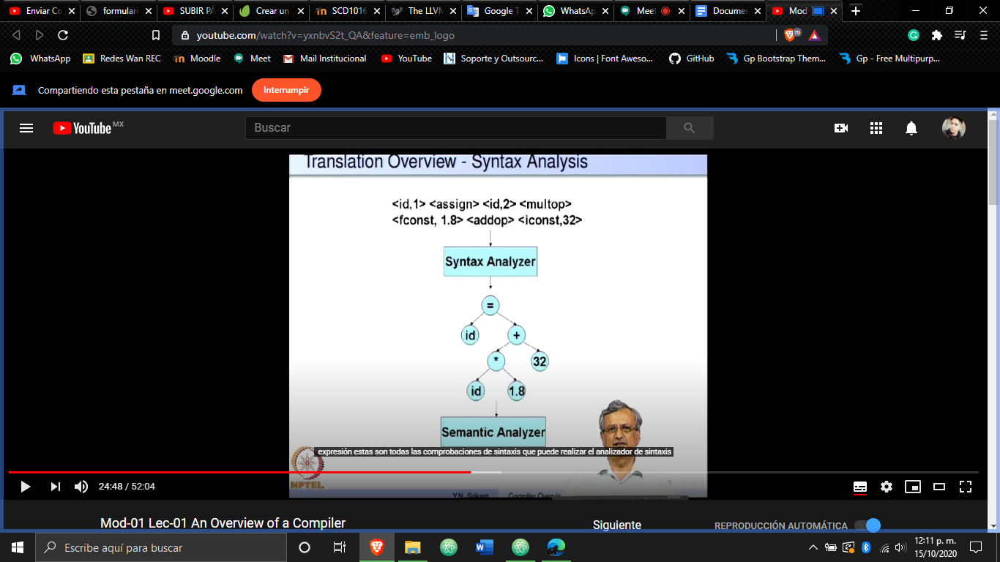 Enviar Co
formulari
SUBIR PÁ
Crear un
SCD1016
The LLVM
Google T
WhatsAp
Meet
Documen
Mod
youtube.com/watch?v=yxnbvS2t_QA&feature=emb_logo
70
WhatsApp
Redes Wan REC
Moodle
Meet
Mail Institucional
YouTube
Soporte y Outsourc...
Icons | Font Aweso...
GitHub
Gp Bootstrap Them...
Gp - Free Multipurp...
Compartiendo esta pestaña en meet.google.com
Interrumpir
YouTube MX
Buscar
Translation Overview - Syntax Analysis
<id,1> <assign> <id,2> <multop>
<fconst, 1.8> <addop> <iconst,32>
Syntax Analyzer
=
id
+
*
32
id
1.8
Semantic Analyzer
expresión estas son todas las comprobaciones de sintaxis que puede realizar el analizador de sintaxis
NPTEL
Y.N. Srikant
Compiler Overvie
24:48 / 52:04
Mod-01 Lec-01 An Overview of a Compiler
Siguiente
REPRODUCCIÓN AUTOMÁTICA
Escribe aquí para buscar
12:11 p. m.
15/10/2020